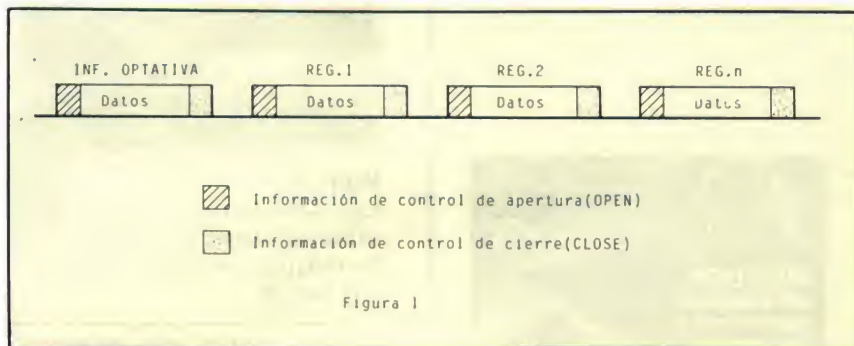 INF. OPTATIVA REG.1 REG.2 REG.n
Datos Datos Datos Datos
Información de control de apertura(OPEN)
Información de control de cierre(CLOSE)
Figura 1